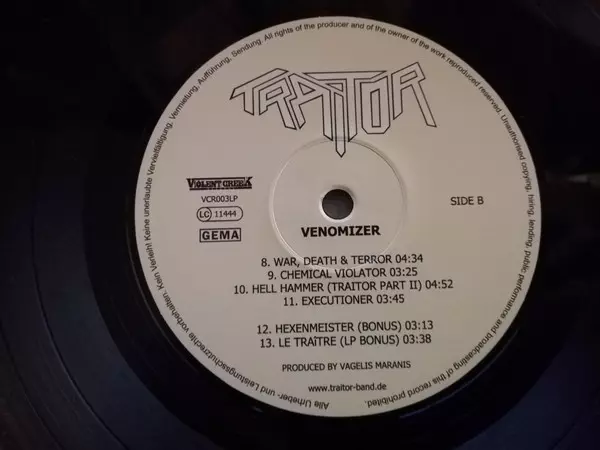 Kein Verleih! Keine unerlaubte Vervielfältigung, Vermietung, Aufführung, Sendung. All rights of the producer and of the owner of the work reproduced reserved. Unauthorised copying, hiring, lending, public performance and broadcasting of this record prohibited.
Alle Urheber- und Leistungsschutzrechte vorbehalten.
TRAITOR
VIOLENT CREEK
VCR003LP
LC 11444
GEMA
SIDE B
VENOMIZER
8. WAR, DEATH & TERROR 04:34
9. CHEMICAL VIOLATOR 03:25
10. HELL HAMMER (TRAITOR PART II) 04:52
11. EXECUTIONER 03:45
12. HEXENMEISTER (BONUS) 03:13
13. LE TRAÎTRE (LP BONUS) 03:38
PRODUCED BY VAGELIS MARANIS
www.traitor-band.de